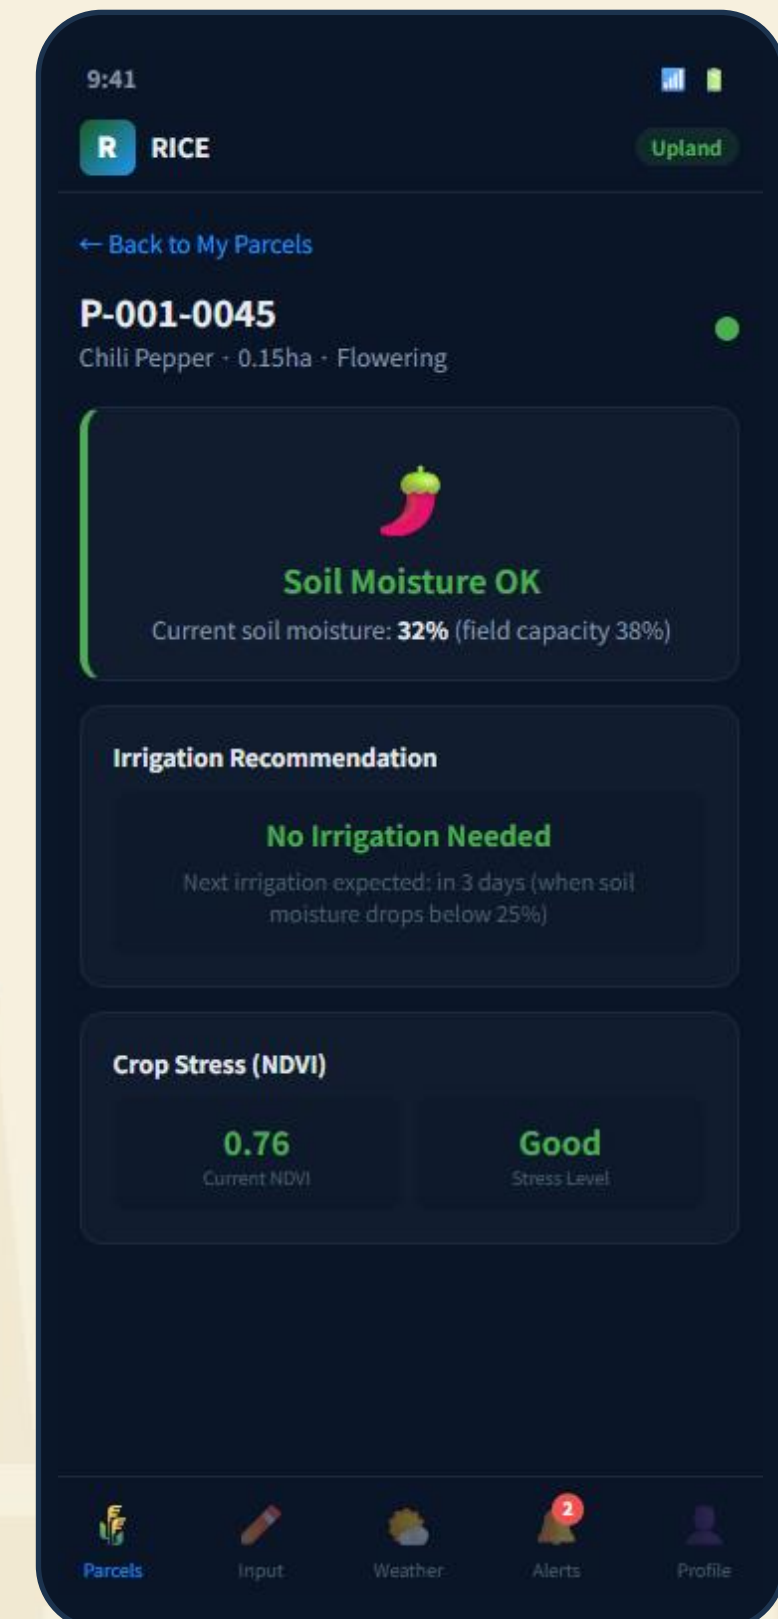 9:41
R RICE Upland
← Back to My Parcels
P-001-0045
Chili Pepper · 0.15ha · Flowering
Soil Moisture OK
Current soil moisture: 32% (field capacity 38%)
Irrigation Recommendation
No Irrigation Needed
Next irrigation expected: in 3 days (when soil
moisture drops below 25%)
Crop Stress (NDVI)
0.76 Good
Current NDVI Stress Level
2
Parcels Input Weather Alerts Profile